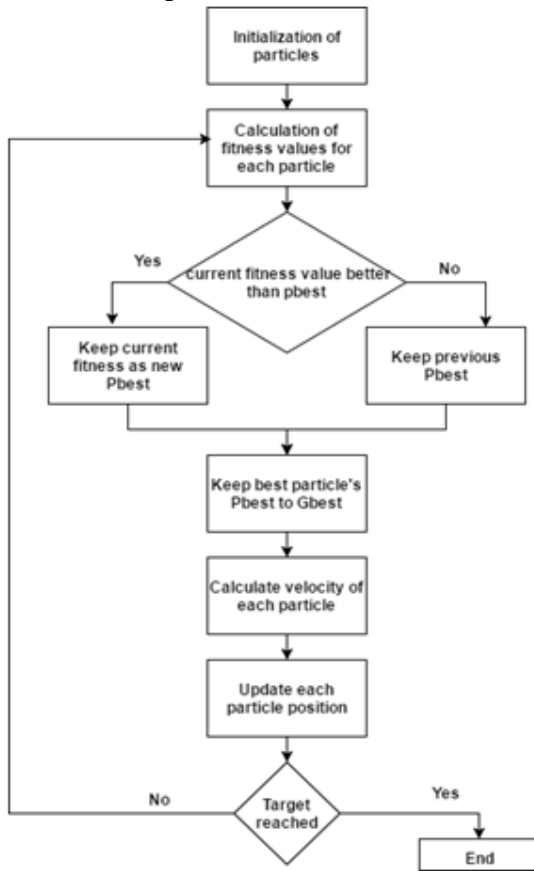 Initialization of
particles
Calculation of
fitness values for
each particle
Yes
current fitness value better
than pbest
No
Keep current
fitness as new
Pbest
Keep previous
Pbest
Keep best particle's
Pbest to Gbest
Calculate velocity of
each particle
Update each
particle position
No
Target
reached
Yes
End